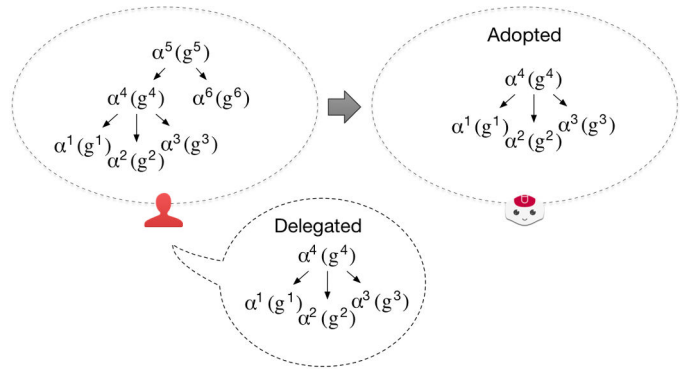 α⁵(g⁵)
α⁴(g⁴) α⁶(g⁶)
α¹(g¹) α²(g²) α³(g³)
Adopted
α⁴(g⁴)
α¹(g¹) α²(g²) α³(g³)
Delegated
α⁴(g⁴)
α¹(g¹) α²(g²) α³(g³)